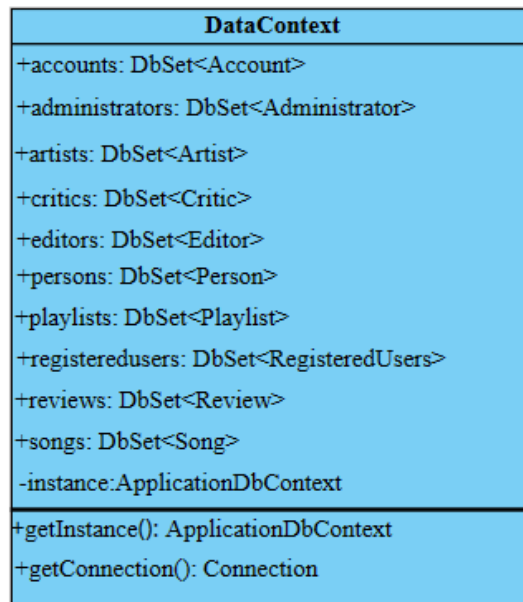 DataContext
+accounts: DbSet<Account>
+administrators: DbSet<Administrator>
+artists: DbSet<Artist>
+critics: DbSet<Critic>
+editors: DbSet<Editor>
+persons: DbSet<Person>
+playlists: DbSet<Playlist>
+registeredusers: DbSet<RegisteredUsers>
+reviews: DbSet<Review>
+songs: DbSet<Song>
-instance:ApplicationDbContext
+getInstance(): ApplicationDbContext
+getConnection(): Connection